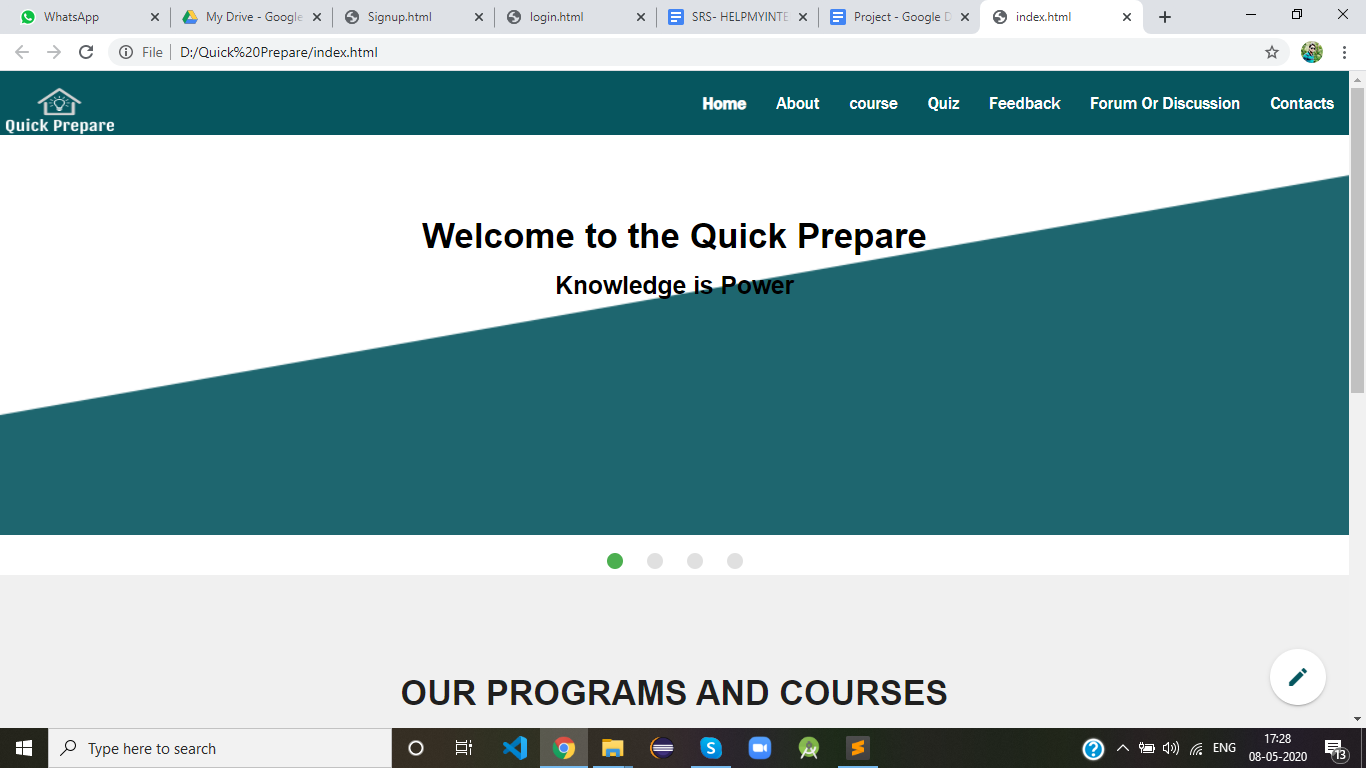 WhatsApp
My Drive - Google
Signup.html
login.html
SRS- HELPMYINTE
Project - Google D
index.html
File
D:/Quick%20Prepare/index.html
Quick Prepare
Home
About
course
Quiz
Feedback
Forum Or Discussion
Contacts
Welcome to the Quick Prepare
Knowledge is Power
OUR PROGRAMS AND COURSES
Type here to search
ENG
17:28
08-05-2020
13